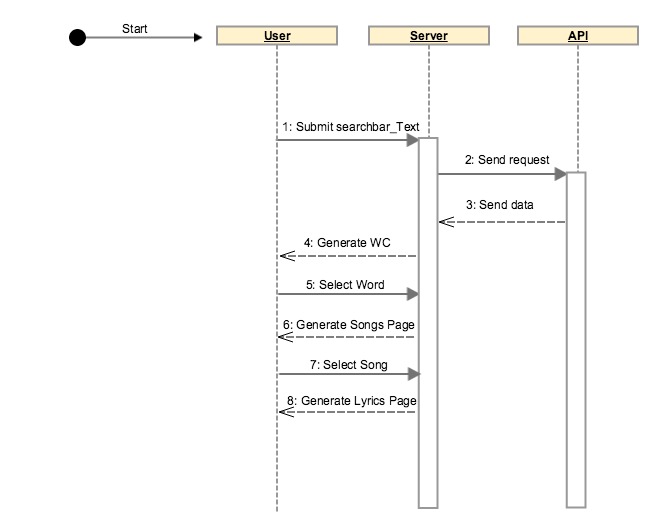 Start
User
Server
API
1: Submit searchbar_Text
2: Send request
3: Send data
4: Generate WC
5: Select Word
6: Generate Songs Page
7: Select Song
8: Generate Lyrics Page